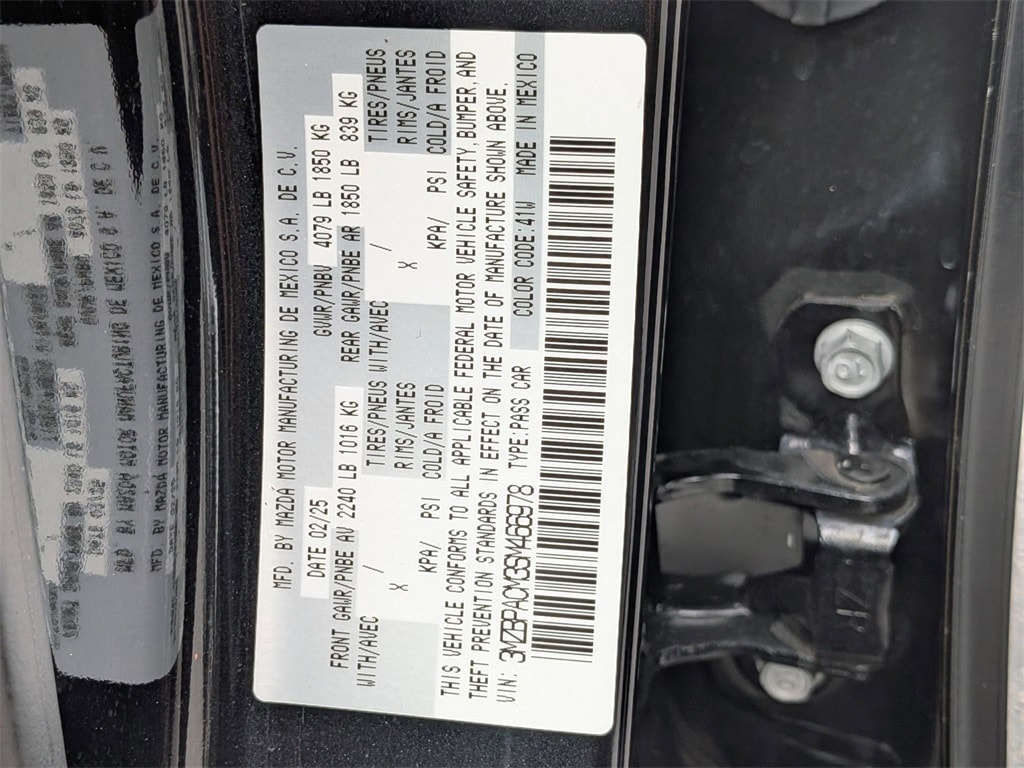 MFD. BY MAZDA MOTOR MANUFACTURING DE MEXICO S.A. DE C.V.
DATE 02/25 GVWR/PNBV 4079 LB 1850 KG
FRONT GAWR/PNBE AV 2240 LB 1016 KG REAR GAWR/PNBE AR 1850 LB 839 KG
WITH/AVEC / TIRES/PNEUS WITH/AVEC / TIRES/PNEUS
X RIMS/JANTES X RIMS/JANTES
KPA/ PSI COLD/A FROID KPA/ PSI COLD/A FROID
THIS VEHICLE CONFORMS TO ALL APPLICABLE FEDERAL MOTOR VEHICLE SAFETY, BUMPER, AND
THEFT PREVENTION STANDARDS IN EFFECT ON THE DATE OF MANUFACTURE SHOWN ABOVE.
VIN: 3MZBPACM3SM466978 TYPE:PASS CAR COLOR CODE:41W MADE IN MEXICO